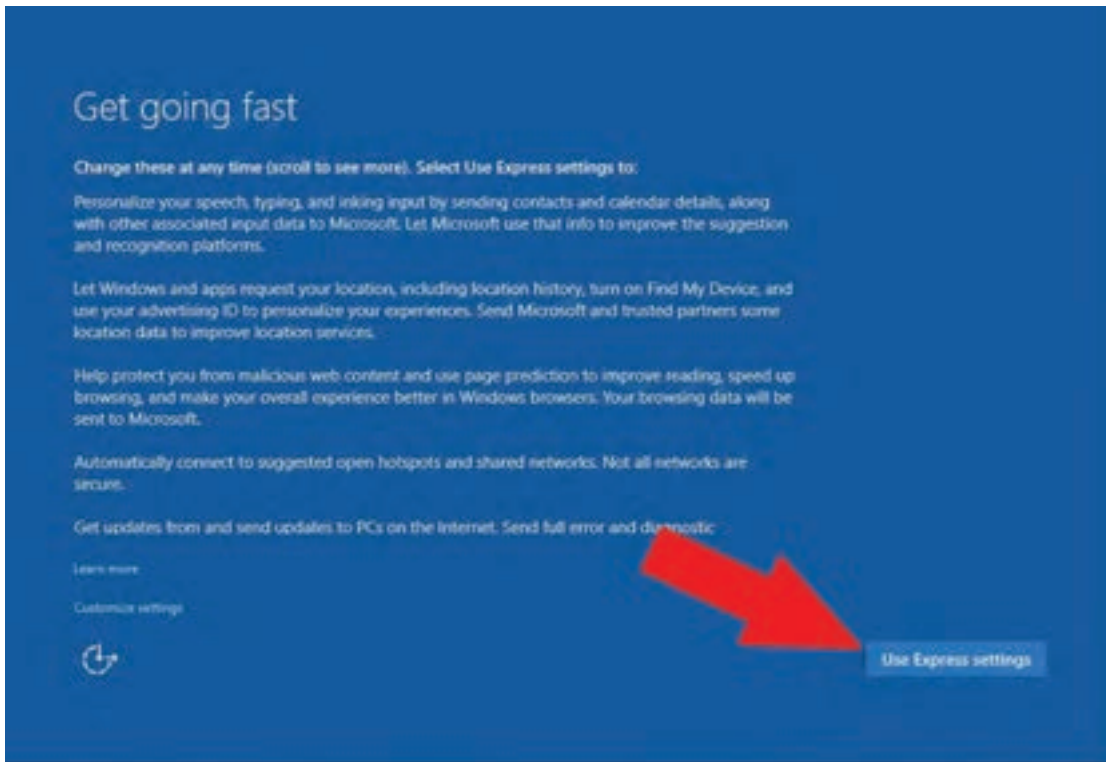 Get going fast
Change these at any time (scroll to see more). Select Use Express settings to:
Personalize your speech, typing, and inking input by sending contacts and calendar details, along
with other associated input data to Microsoft. Let Microsoft use that info to improve the suggestion
and recognition platforms.
Let Windows and apps request your location, including location history, turn on Find My Device, and
use your advertising ID to personalize your experiences. Send Microsoft and trusted partners some
location data to improve location services.
Help protect you from malicious web content and use page prediction to improve reading, speed up
browsing, and make your overall experience better in Windows browsers. Your browsing data will be
sent to Microsoft.
Automatically connect to suggested open hotspots and shared networks. Not all networks are
secure.
Get updates from and send updates to PCs on the Internet. Send full error and diagnostic
Learn more
Customize settings
Use Express settings